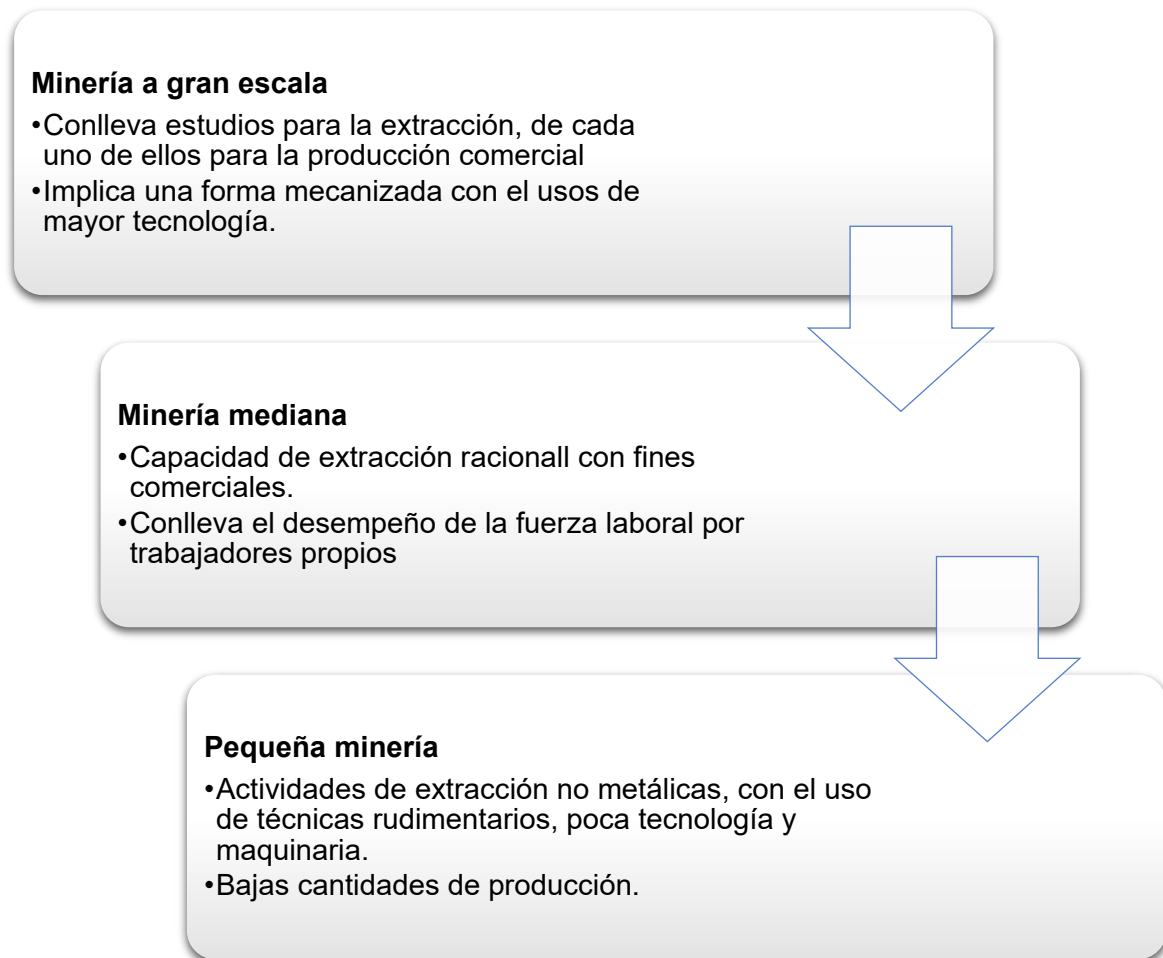 Minería a gran escala
•Conlleva estudios para la extracción, de cada
uno de ellos para la producción comercial
•Implica una forma mecanizada con el usos de
mayor tecnología.
Minería mediana
•Capacidad de extracción racionall con fines
comerciales.
•Conlleva el desempeño de la fuerza laboral por
trabajadores propios
Pequeña minería
•Actividades de extracción no metálicas, con el uso
de técnicas rudimentarios, poca tecnología y
maquinaria.
•Bajas cantidades de producción.